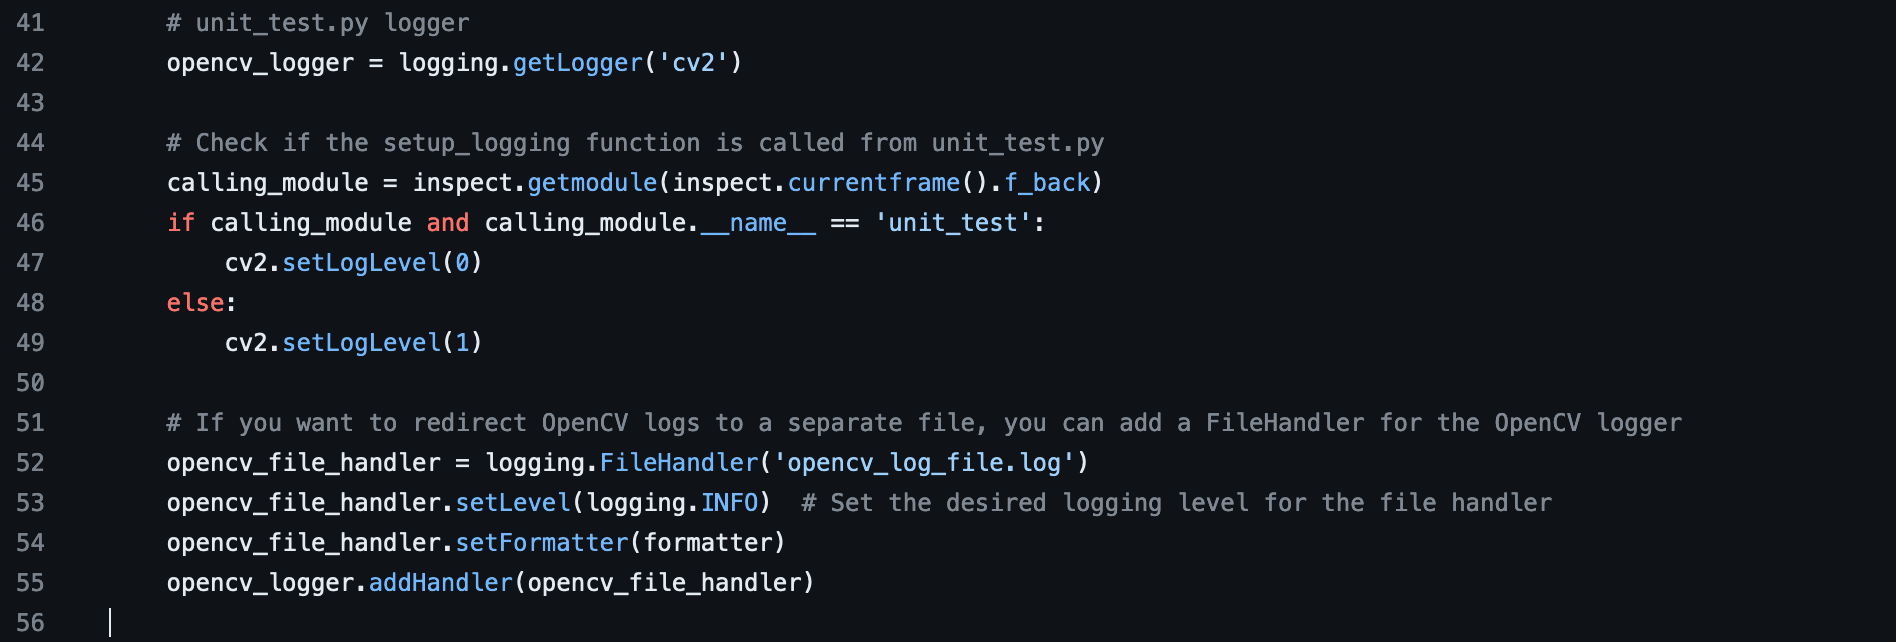 41 # unit_test.py logger
42 opencv_logger = logging.getLogger('cv2')
43
44 # Check if the setup_logging function is called from unit_test.py
45 calling_module = inspect.getmodule(inspect.currentframe().f_back)
46 if calling_module and calling_module.__name__ == 'unit_test':
47 cv2.setLogLevel(0)
48 else:
49 cv2.setLogLevel(1)
50
51 # If you want to redirect OpenCV logs to a separate file, you can add a FileHandler for the OpenCV logger
52 opencv_file_handler = logging.FileHandler('opencv_log_file.log')
53 opencv_file_handler.setLevel(logging.INFO)  # Set the desired logging level for the file handler
54 opencv_file_handler.setFormatter(formatter)
55 opencv_logger.addHandler(opencv_file_handler)
56